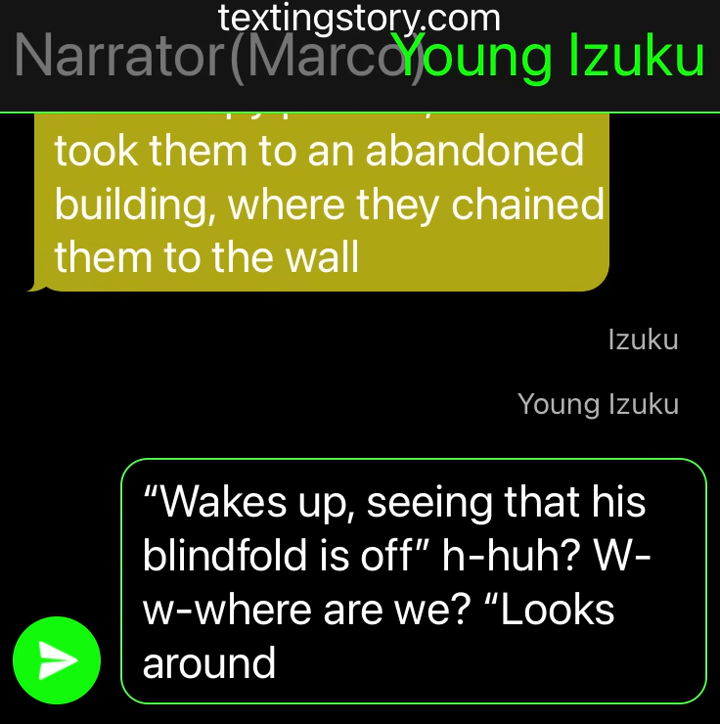 textingstory.com
Narrator(Marco) Young Izuku
took them to an abandoned
building, where they chained
them to the wall
Izuku
Young Izuku
“Wakes up, seeing that his
blindfold is off” h-huh? W-
w-where are we? “Looks
around